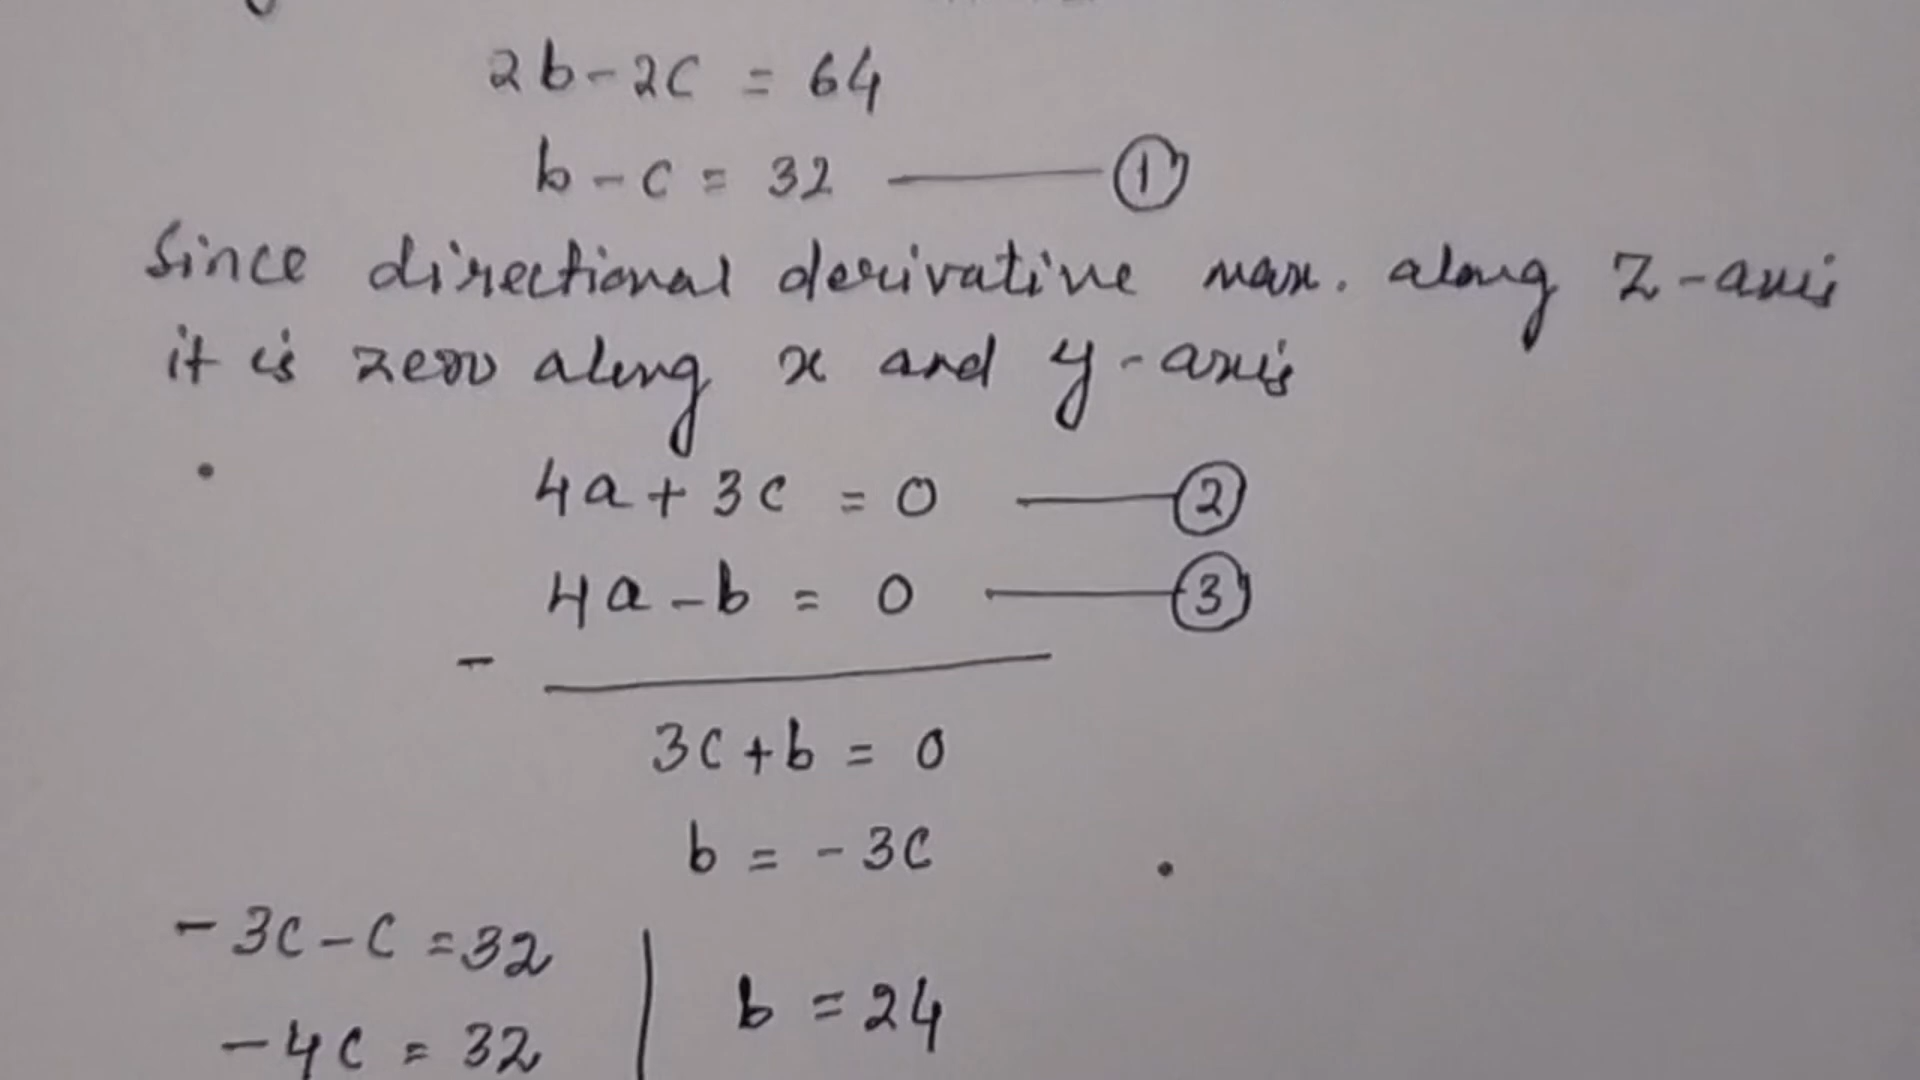 2b - 2c = 64
b - c = 32 ——— ①
Since directional derivative max. along Z-axis
it is zero along x and y-axis
4a + 3c = 0 ——— ②
4a - b = 0 ——— ③
-
3c + b = 0
b = - 3c
- 3c - c = 32
- 4c = 32
b = 24